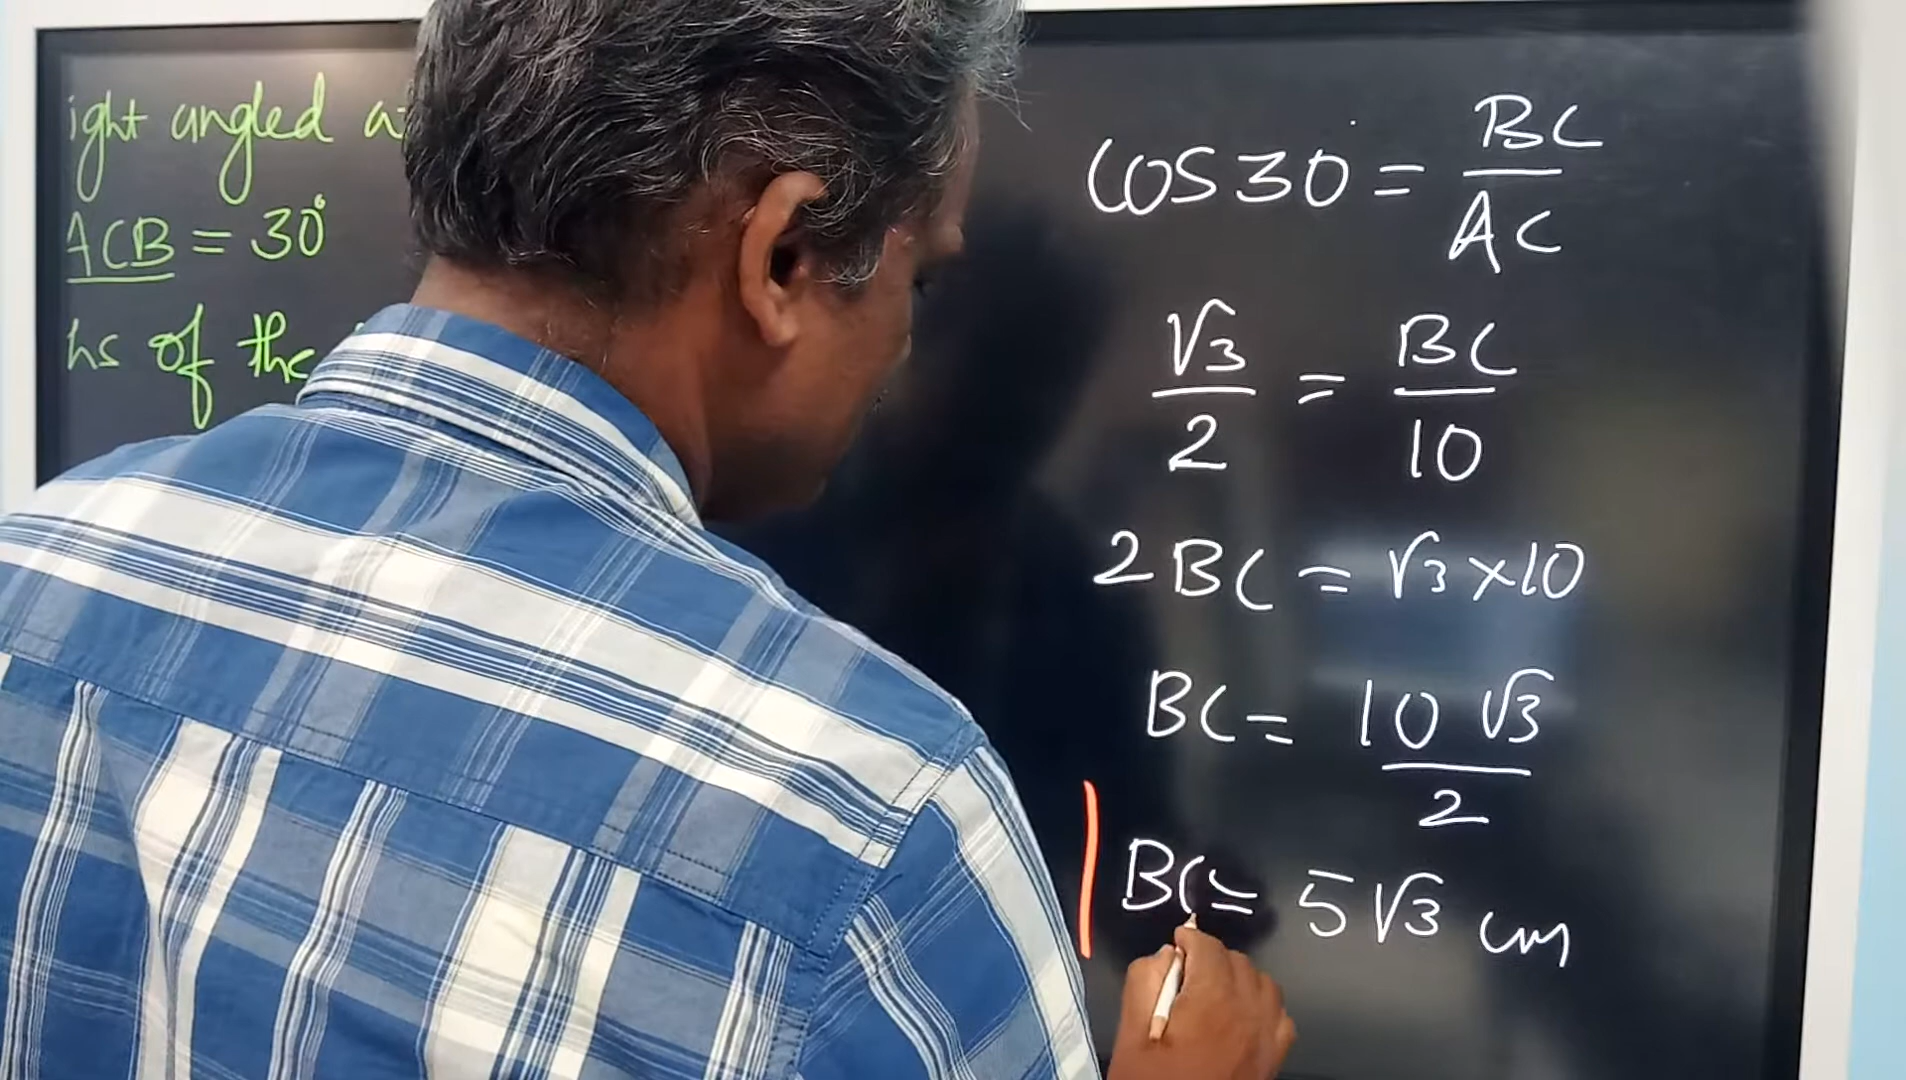 ight angled a
ACB = 30°
hs of the
cos 30 = BC/AC
√3/2 = BC/10
2BC = √3 × 10
BC = 10√3/2
BC = 5√3 cm